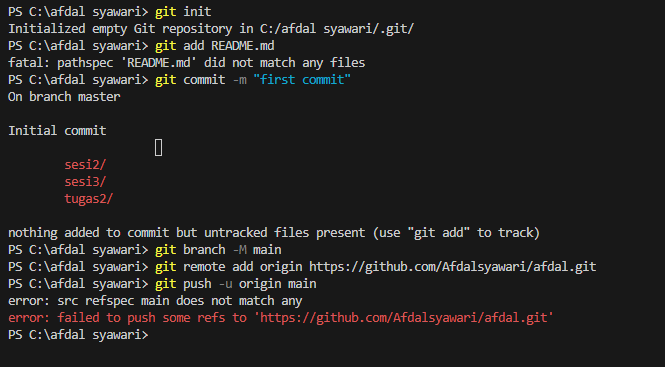 PS C:\afdal syawari> git init
Initialized empty Git repository in C:/afdal syawari/.git/
PS C:\afdal syawari> git add README.md
fatal: pathspec 'README.md' did not match any files
PS C:\afdal syawari> git commit -m "first commit"
On branch master
Initial commit
sesi2/
sesi3/
tugas2/
nothing added to commit but untracked files present (use "git add" to track)
PS C:\afdal syawari> git branch -M main
PS C:\afdal syawari> git remote add origin https://github.com/Afdalsyawari/afdal.git
PS C:\afdal syawari> git push -u origin main
error: src refspec main does not match any
error: failed to push some refs to 'https://github.com/Afdalsyawari/afdal.git'
PS C:\afdal syawari>